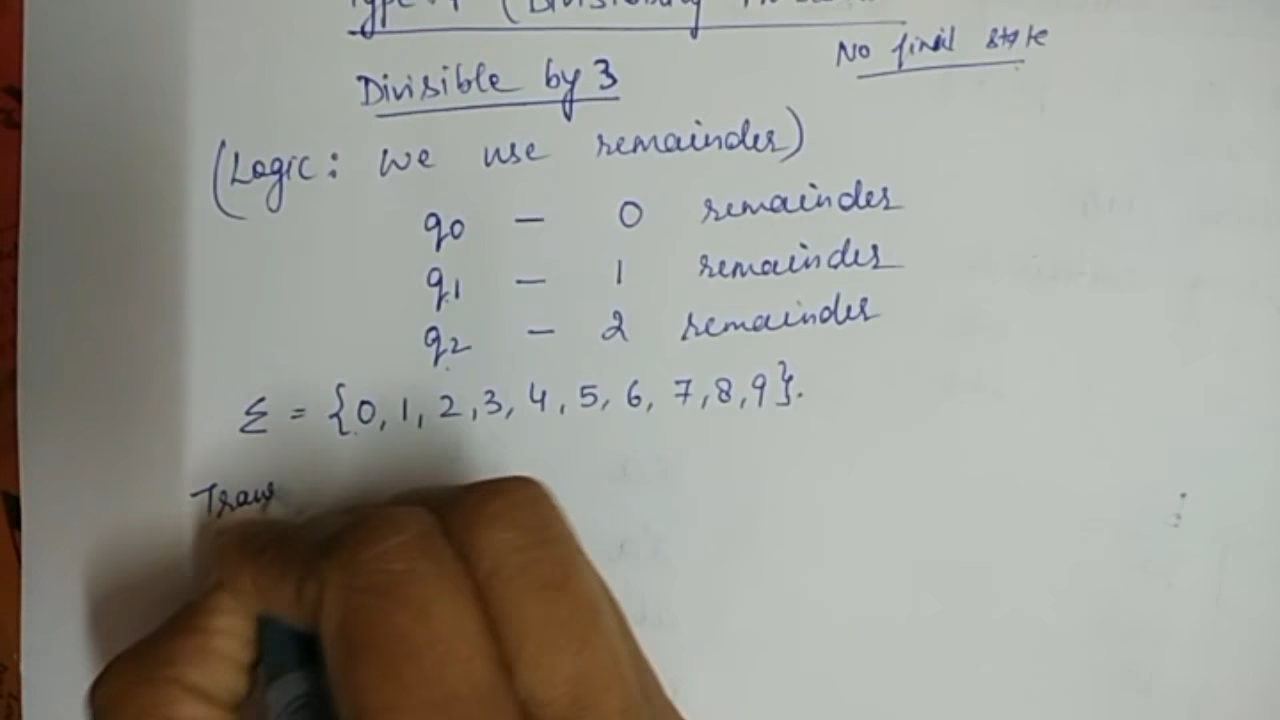 Divisible by 3
No final state
(Logic: we use remainder)
q0 - 0 remainder
q1 - 1 remainder
q2 - 2 remainder
Σ = {0, 1, 2, 3, 4, 5, 6, 7, 8, 9}.
Trans